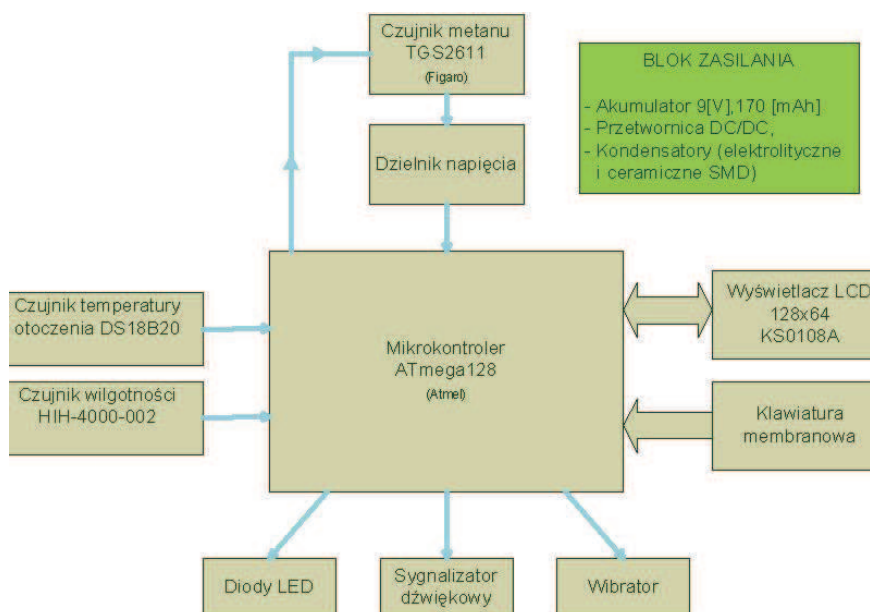 Czujnik metanu
TGS2611
(Figaro)
BLOK ZASILANIA
- Akumulator 9[V],170 [mAh]
- Przetwornica DC/DC,
- Kondensatory (elektrolityczne
i ceramiczne SMD)
Dzielnik napięcia
Czujnik temperatury
otoczenia DS18B20
Czujnik wilgotności
HIH-4000-002
Mikrokontroler
ATmega128
(Atmel)
Wyświetlacz LCD
128x64
KS0108A
Klawiatura
membranowa
Diody LED
Sygnalizator
dźwiękowy
Wibrator